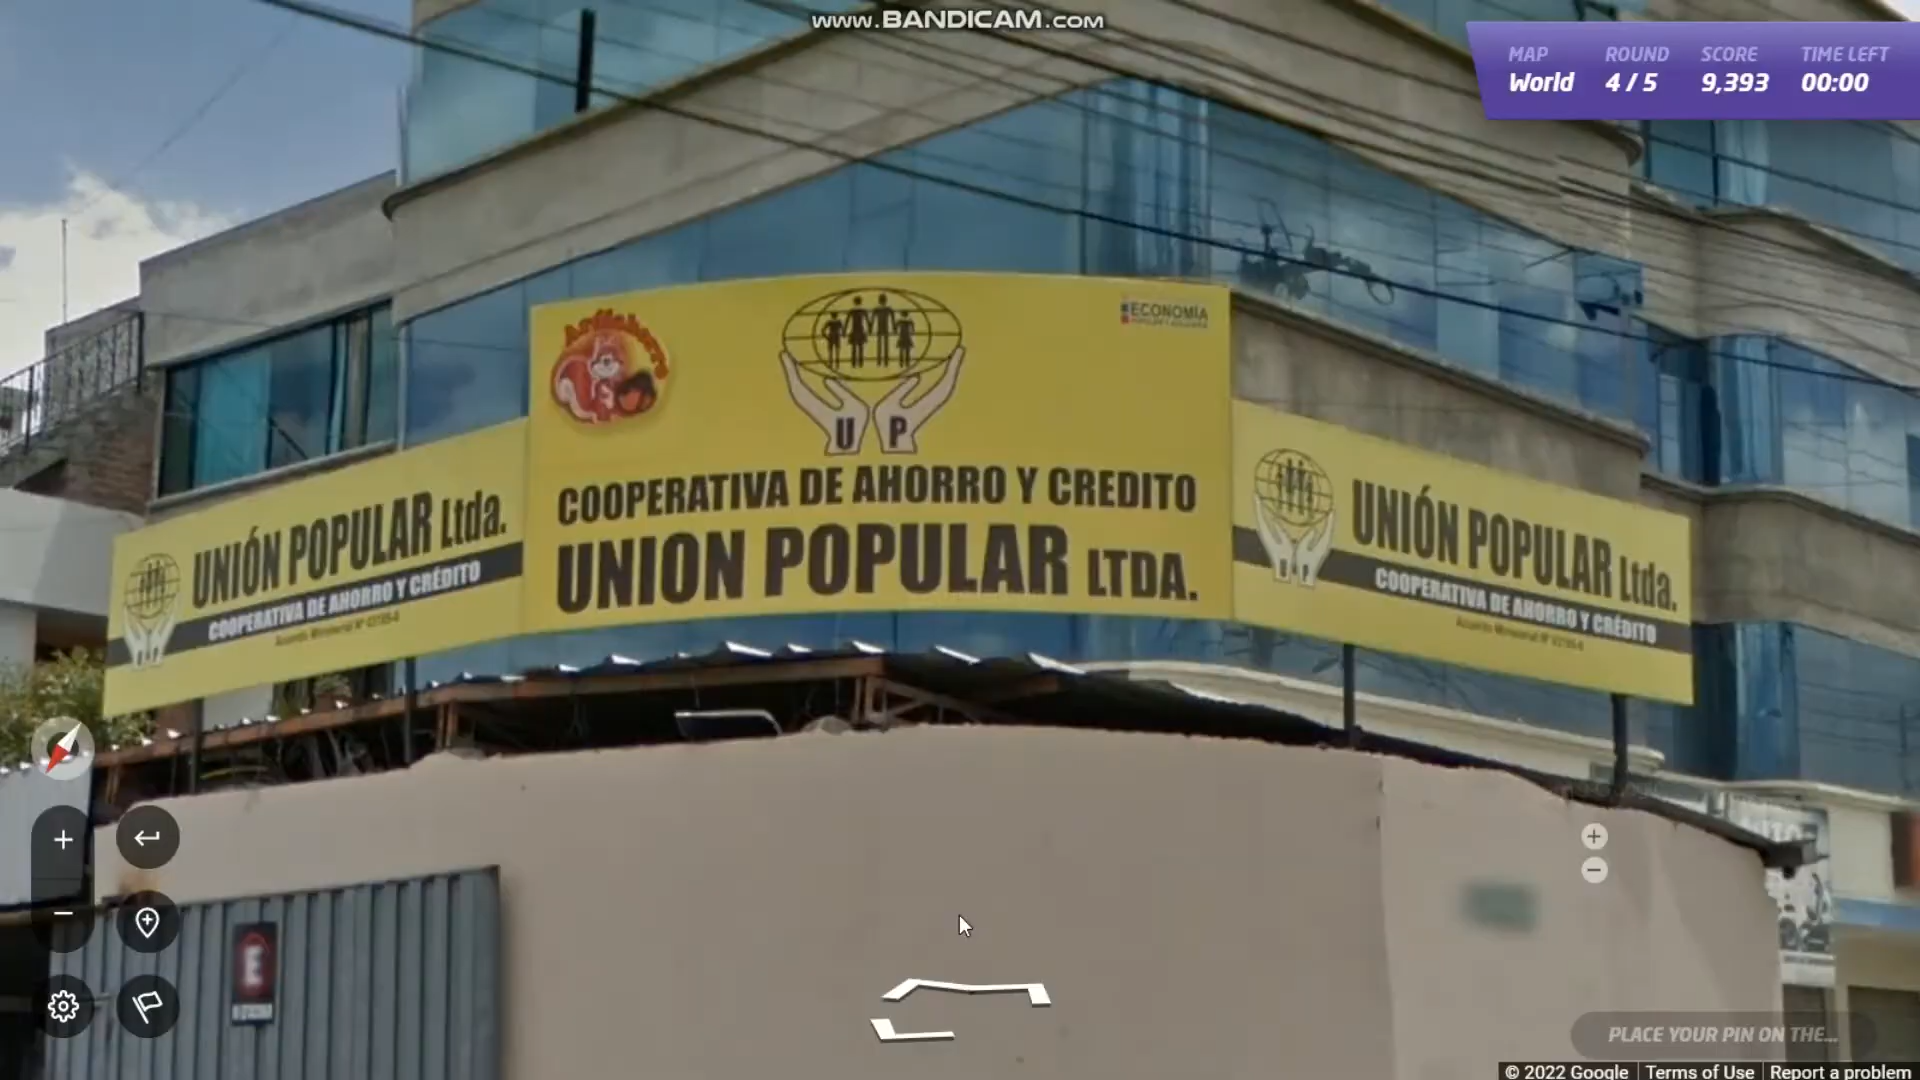 www.BANDICAM.com
MAP ROUND SCORE TIME LEFT
World 4 / 5 9,393 00:00
ECONOMÍA
U P
COOPERATIVA DE AHORRO Y CREDITO
UNION POPULAR LTDA.
UNIÓN POPULAR Ltda.
COOPERATIVA DE AHORRO Y CRÉDITO
UNIÓN POPULAR Ltda.
COOPERATIVA DE AHORRO Y CRÉDITO
E
PLACE YOUR PIN ON THE...
© 2022 Google Terms of Use Report a problem